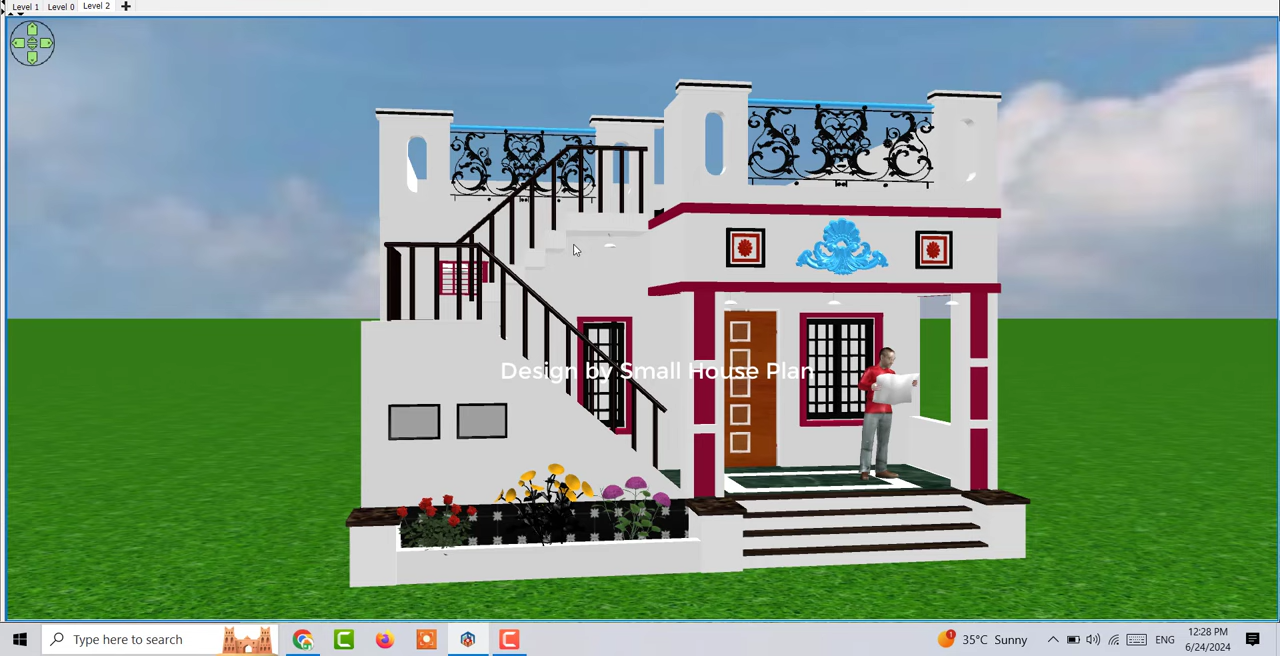 Level 1 Level 0 Level 2
Design by Small House Plan
Type here to search
1
35°C Sunny
ENG
12:28 PM
6/24/2024